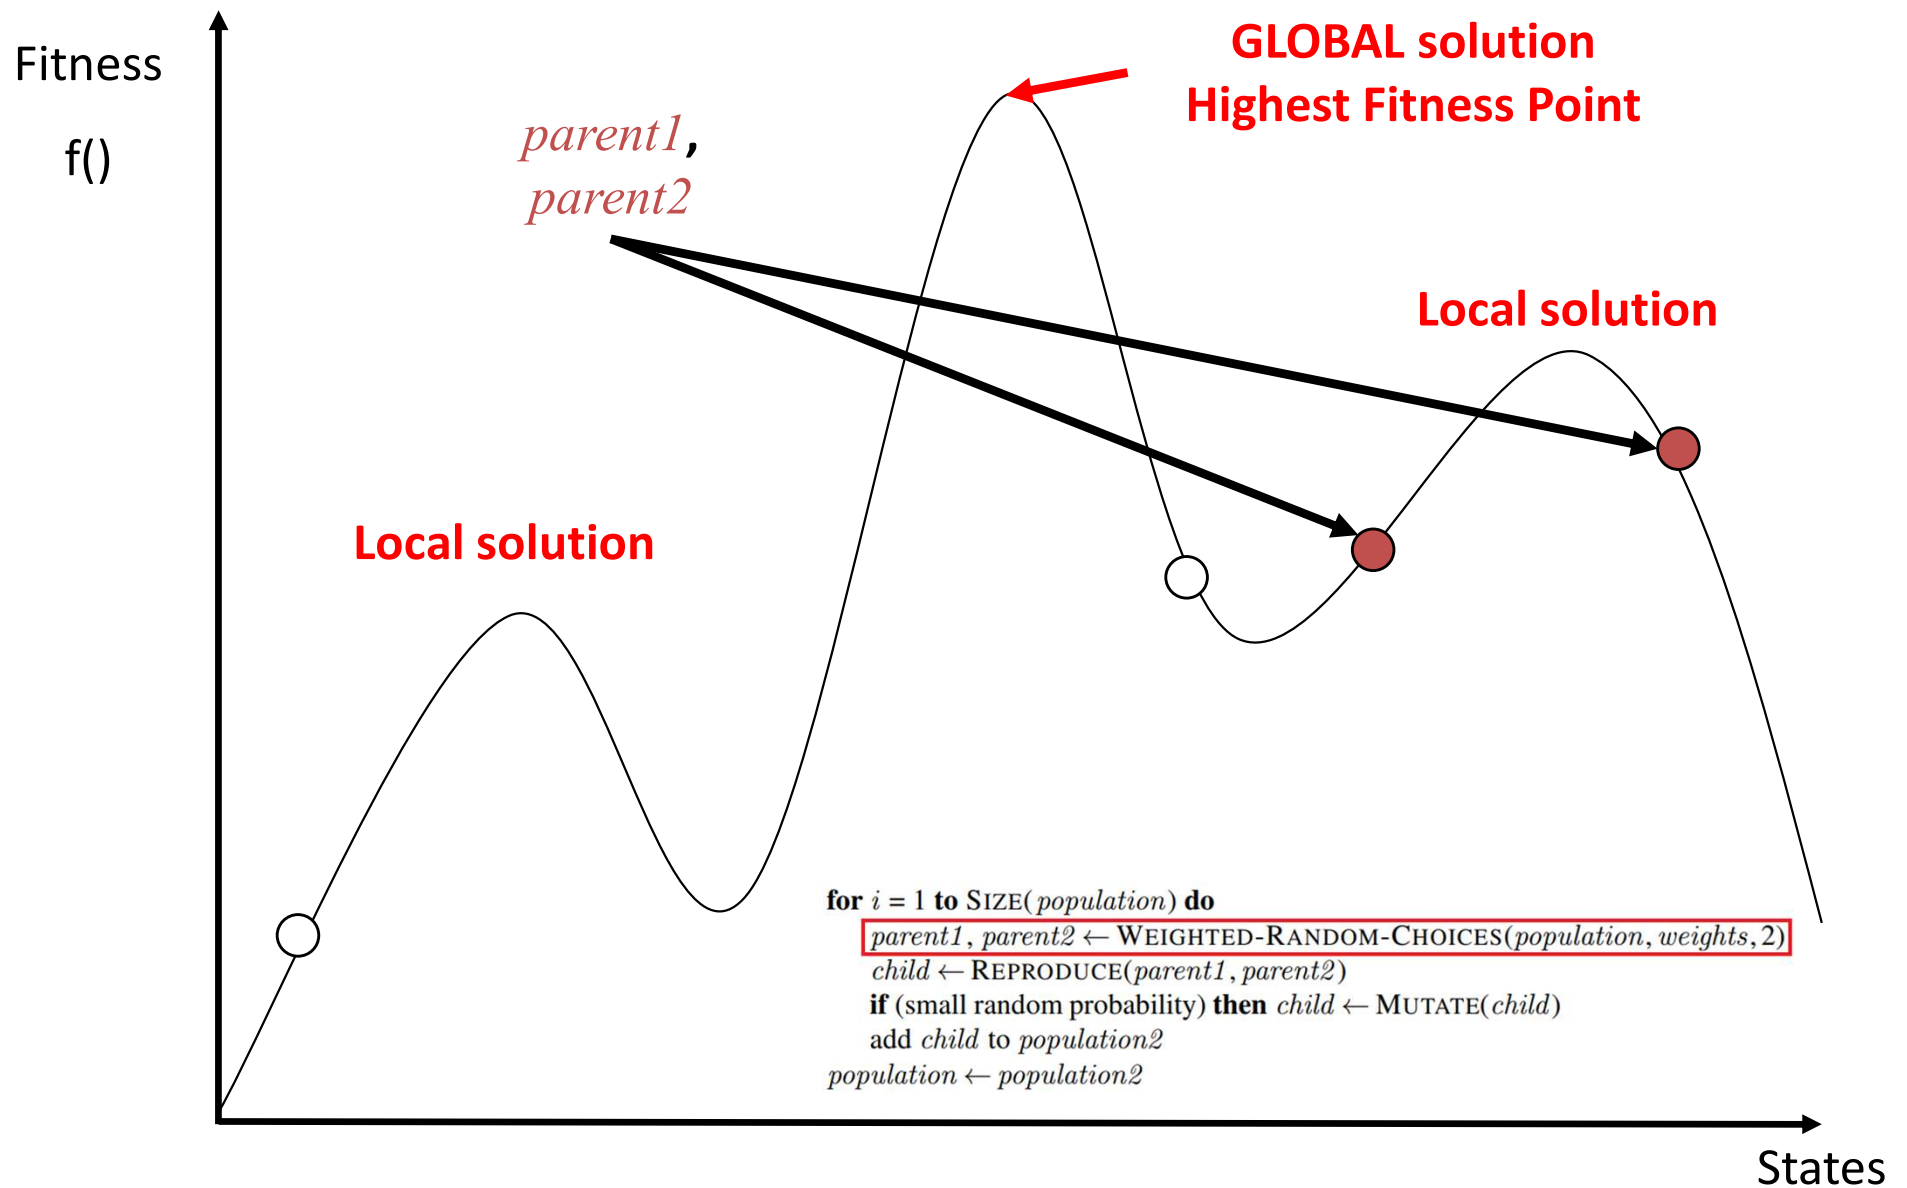 Fitness
f()
GLOBAL solution
Highest Fitness Point
parent1,
parent2
Local solution
Local solution
for i = 1 to SIZE(population) do
parent1, parent2 ← WEIGHTED-RANDOM-CHOICES(population, weights, 2)
child ← REPRODUCE(parent1, parent2)
if (small random probability) then child ← MUTATE(child)
add child to population2
population ← population2
States